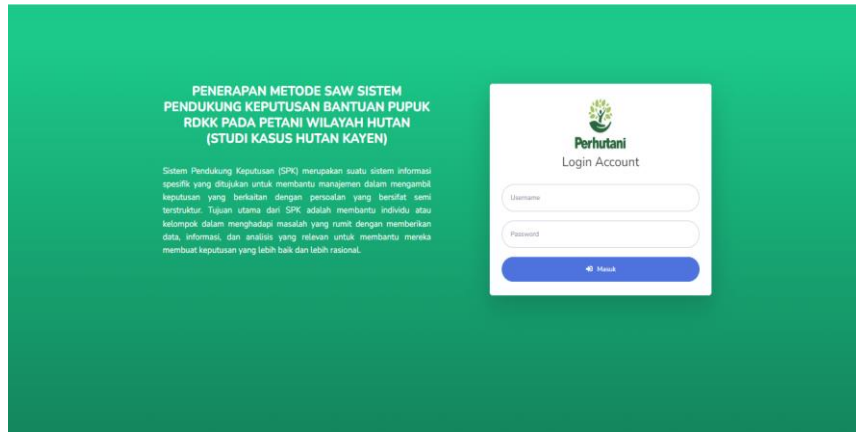 PENERAPAN METODE SAW SISTEM
PENDUKUNG KEPUTUSAN BANTUAN PUPUK
RDKK PADA PETANI WILAYAH HUTAN
(STUDI KASUS HUTAN KAYEN)
Sistem Pendukung Keputusan (SPK) merupakan suatu sistem informasi
spesifik yang ditujukan untuk membantu manajemen dalam mengambil
keputusan yang berkaitan dengan persoalan yang bersifat semi
terstruktur. Tujuan utama dari SPK adalah membantu individu atau
kelompok dalam menghadapi masalah yang rumit dengan memberikan
data, informasi, dan analisis yang relevan untuk membantu mereka
membuat keputusan yang lebih baik dan lebih rasional.
Perhutani
Login Account
Username
Password
Masuk